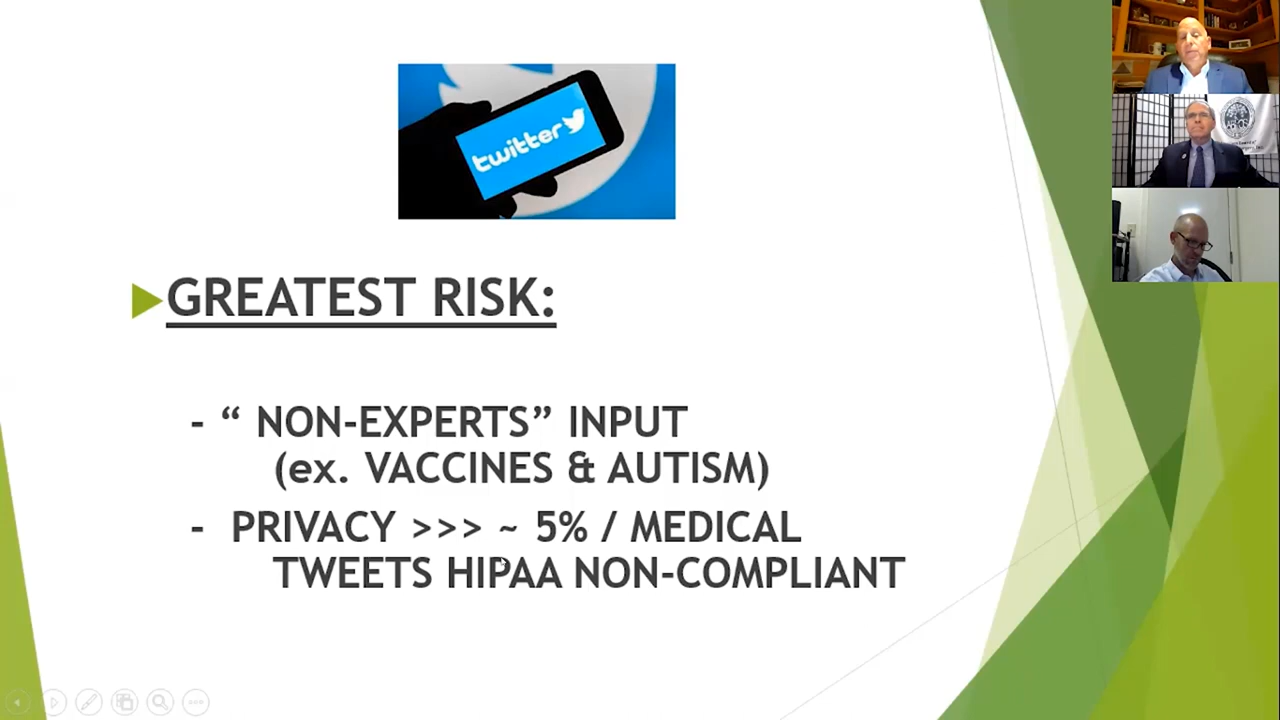 twitter
GREATEST RISK:
- “ NON-EXPERTS” INPUT
(ex. VACCINES & AUTISM)
- PRIVACY >>> ~ 5% / MEDICAL
TWEETS HIPAA NON-COMPLIANT